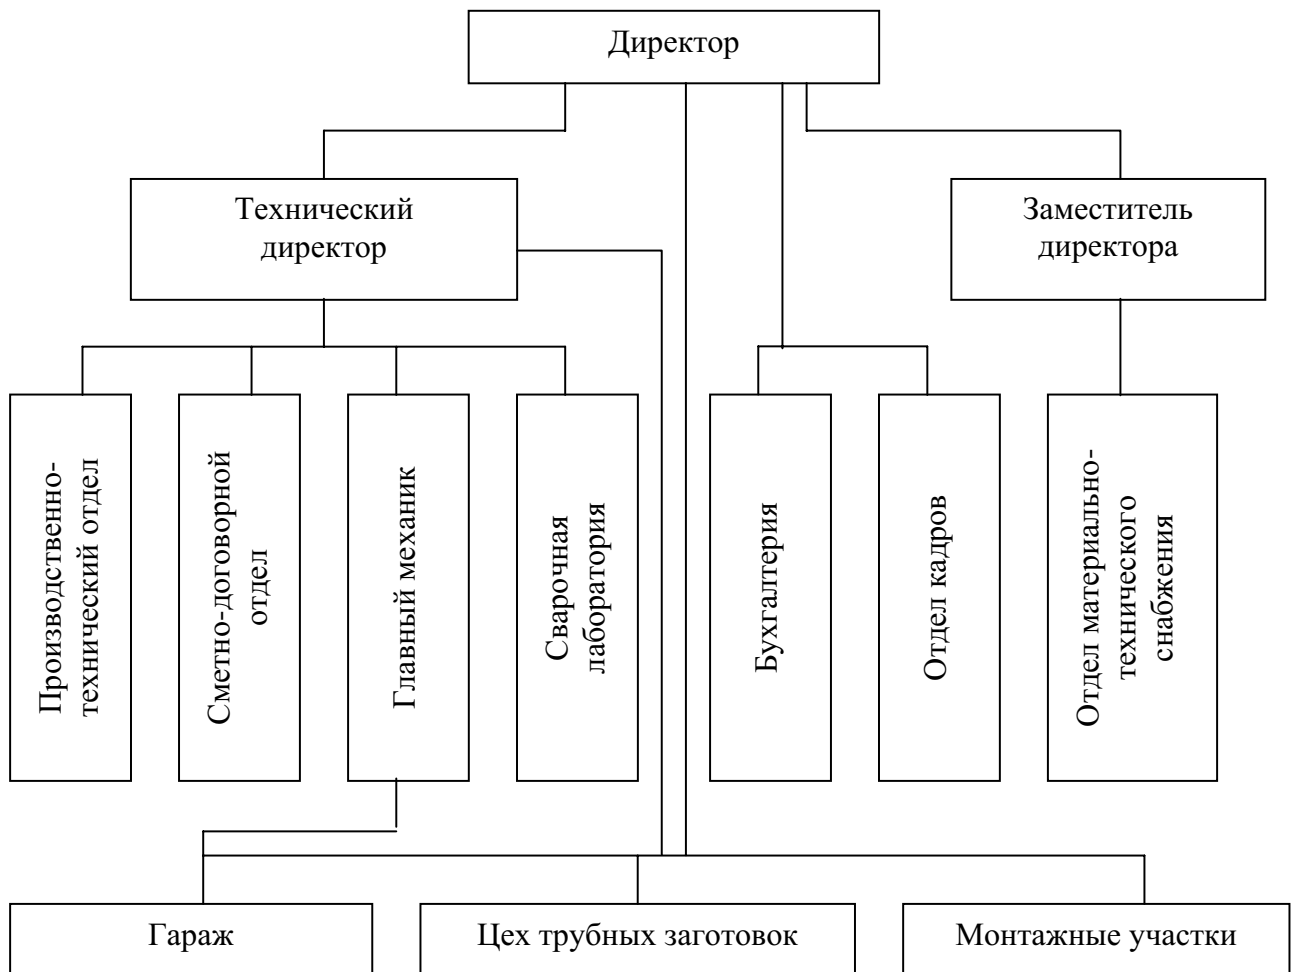 Директор
Технический
директор
Заместитель
директора
Производственно-
технический отдел
Сметно-договорной
отдел
Главный механик
Сварочная
лаборатория
Бухгалтерия
Отдел кадров
Отдел материально-
технического
снабжения
Гараж
Цех трубных заготовок
Монтажные участки